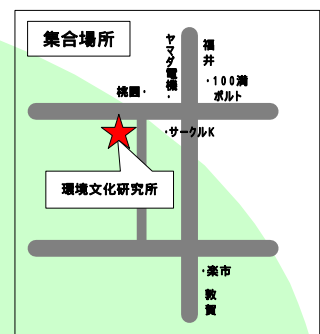 集合場所
ヤマダ電機・
福井
・100満
ボルト
桃園・
・サークルK
環境文化研究所
・楽市
敦賀